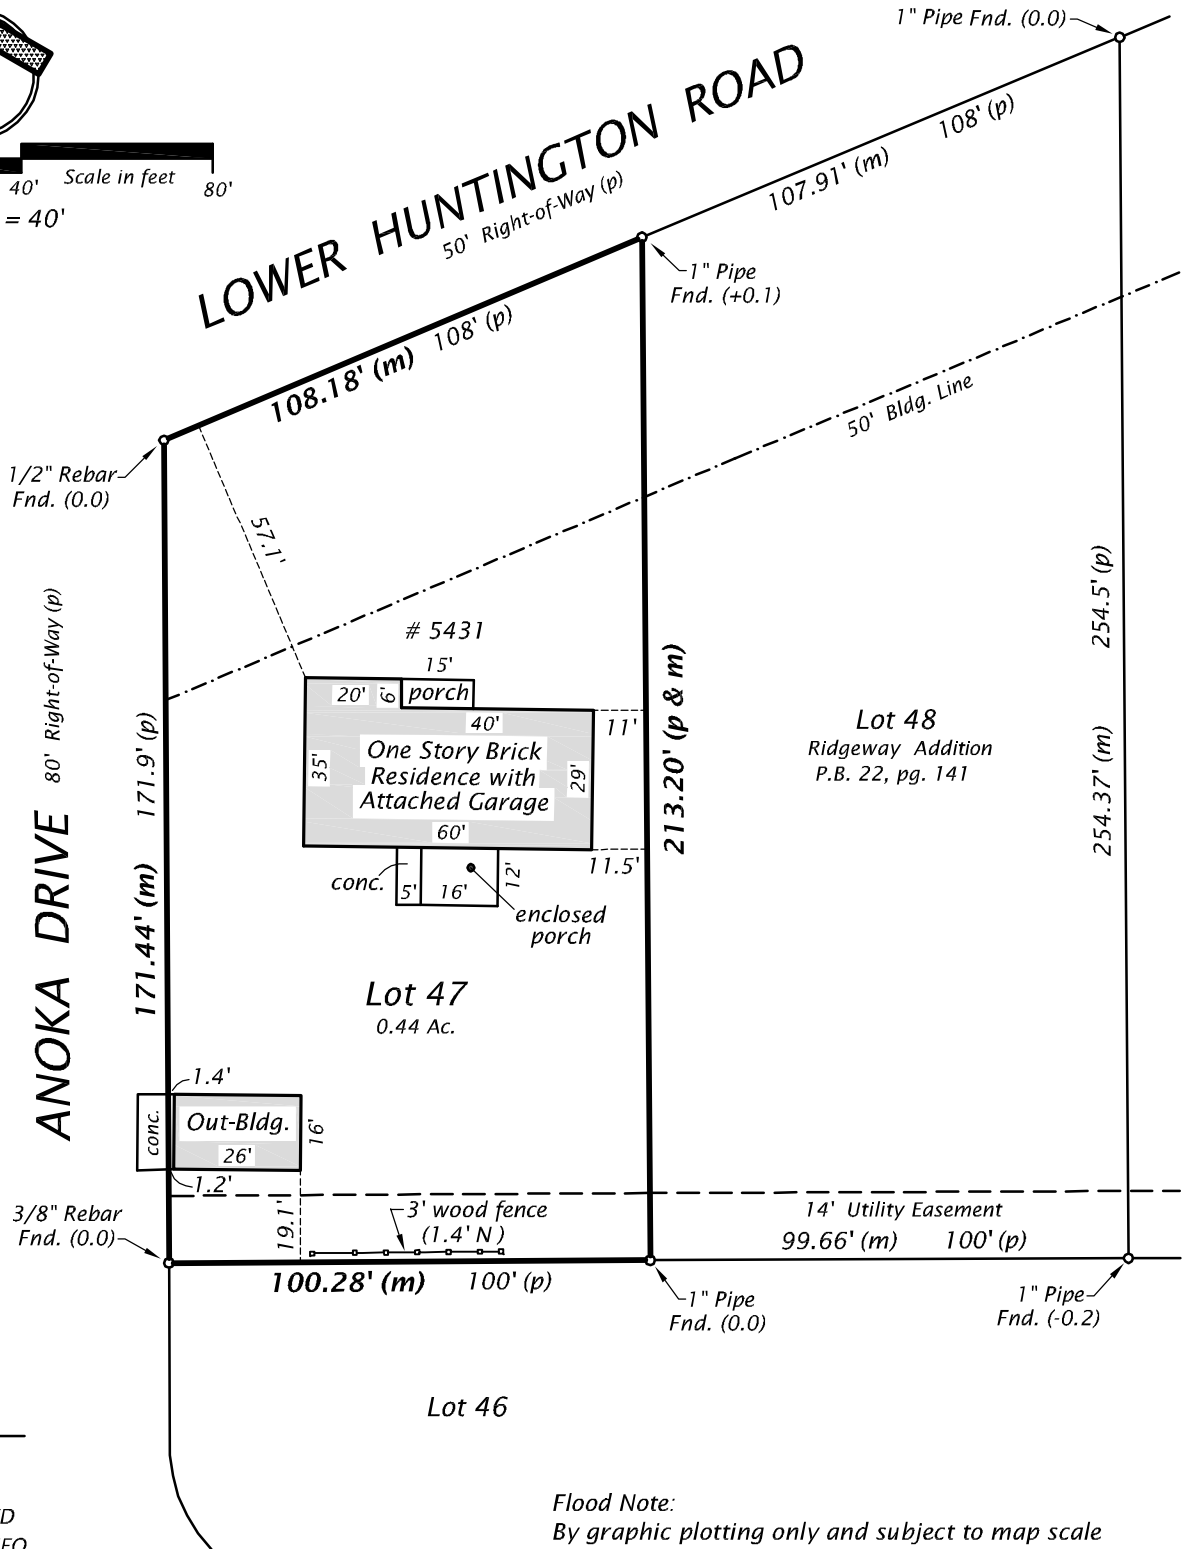 1" Pipe Fnd. (0.0)
40'
Scale in feet
80'
= 40'
LOWER HUNTINGTON ROAD
50' Right-of-Way (p)
107.91' (m)
108' (p)
1" Pipe
Fnd. (+0.1)
108.18' (m)
108' (p)
50' Bldg. Line
1/2" Rebar
Fnd. (0.0)
57.1'
# 5431
15'
20'
6'
porch
40'
11'
One Story Brick
Residence with
Attached Garage
35'
29'
60'
11.5'
conc.
5'
16'
12'
enclosed
porch
213.20' (p & m)
Lot 48
Ridgeway Addition
P.B. 22, pg. 141
254.5' (p)
254.37' (m)
ANOKA DRIVE
80' Right-of-Way (p)
171.9' (p)
171.44' (m)
Lot 47
0.44 Ac.
1.4'
conc.
Out-Bldg.
26'
16'
1.2'
19.1'
3/8" Rebar
Fnd. (0.0)
3' wood fence
(1.4' N )
14' Utility Easement
99.66' (m)
100' (p)
100.28' (m)
100' (p)
1" Pipe
Fnd. (0.0)
1" Pipe
Fnd. (-0.2)
Lot 46
Flood Note:
By graphic plotting only and subject to map scale